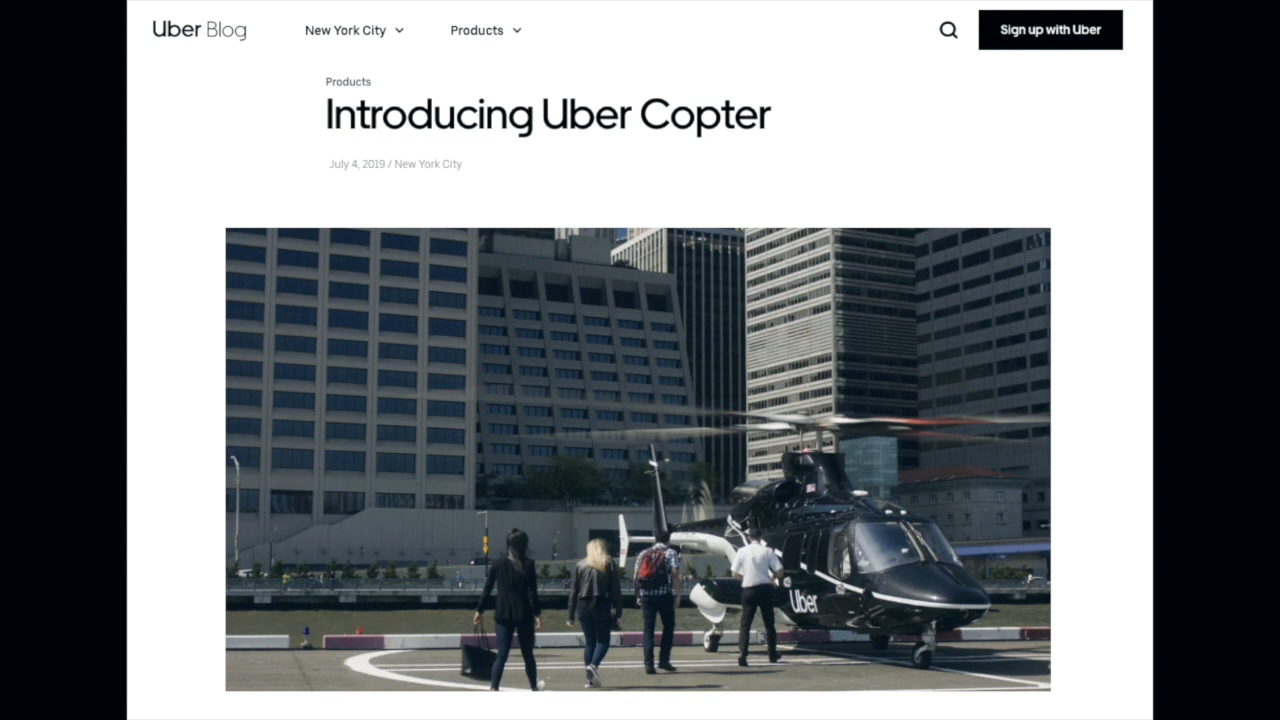 Uber Blog
New York City
Products
Sign up with Uber
Products
Introducing Uber Copter
July 4, 2019 / New York City
Uber